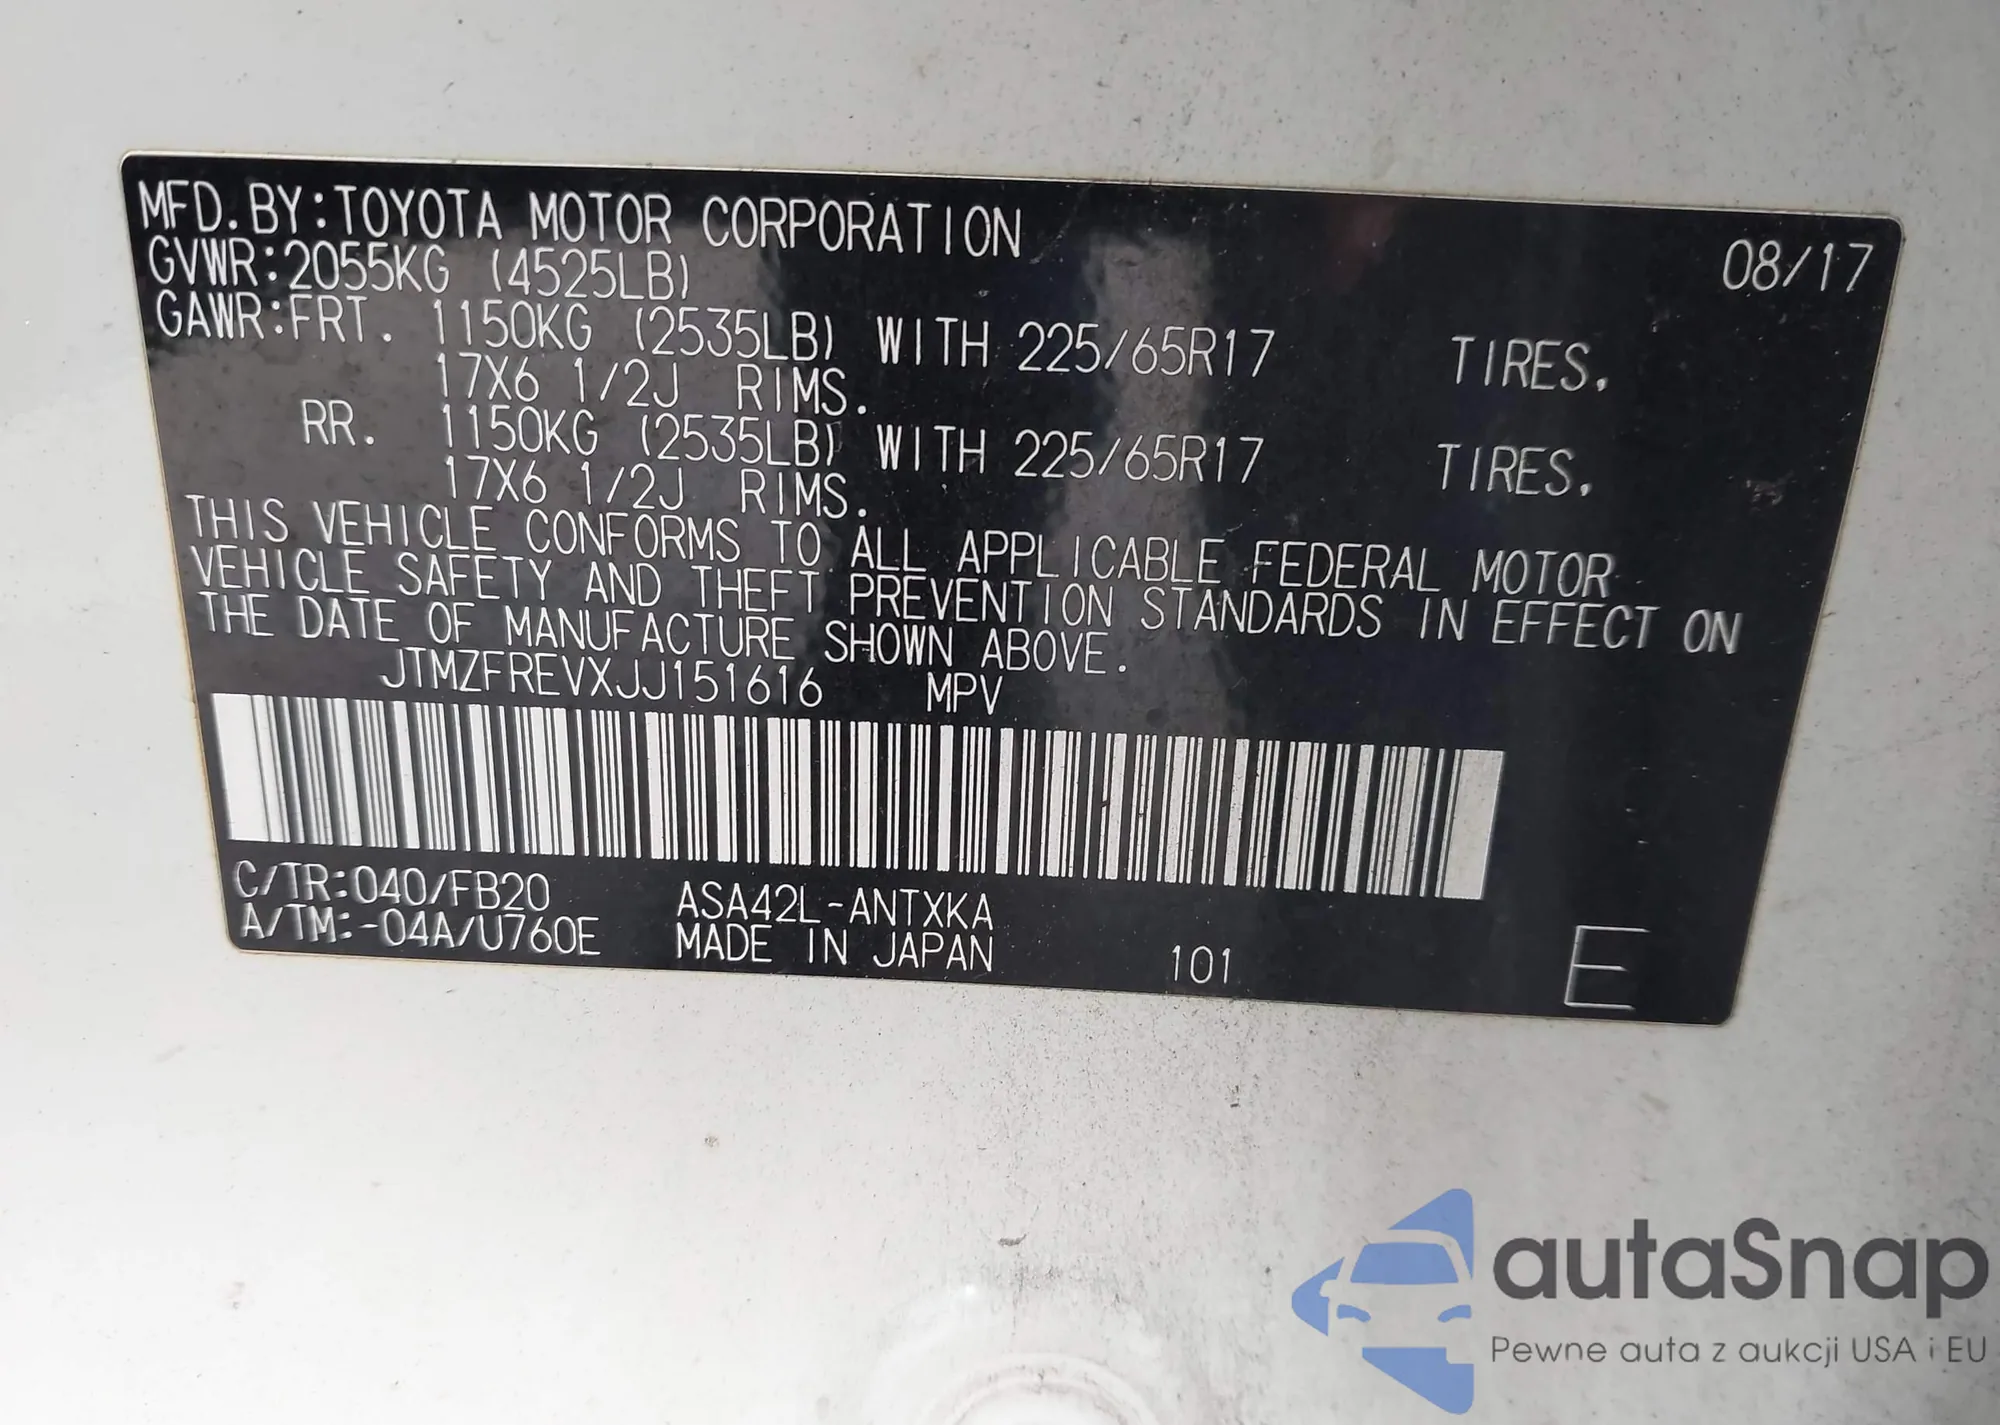 MFD.BY:TOYOTA MOTOR CORPORATION 08/17
GVWR:2055KG (4525LB)
GAWR:FRT. 1150KG (2535LB) WITH 225/65R17 TIRES.
17X6 1/2J RIMS.
RR. 1150KG (2535LB) WITH 225/65R17 TIRES.
17X6 1/2J RIMS.
THIS VEHICLE CONFORMS TO ALL APPLICABLE FEDERAL MOTOR
VEHICLE SAFETY AND THEFT PREVENTION STANDARDS IN EFFECT ON
THE DATE OF MANUFACTURE SHOWN ABOVE.
JTMZFREVXJJ151616 MPV
C/TR:040/FB20 ASA42L-ANTXKA
A/TM:-04A/U760E MADE IN JAPAN 101 E
autaSnap
Pewne auta z aukcji USA i EU